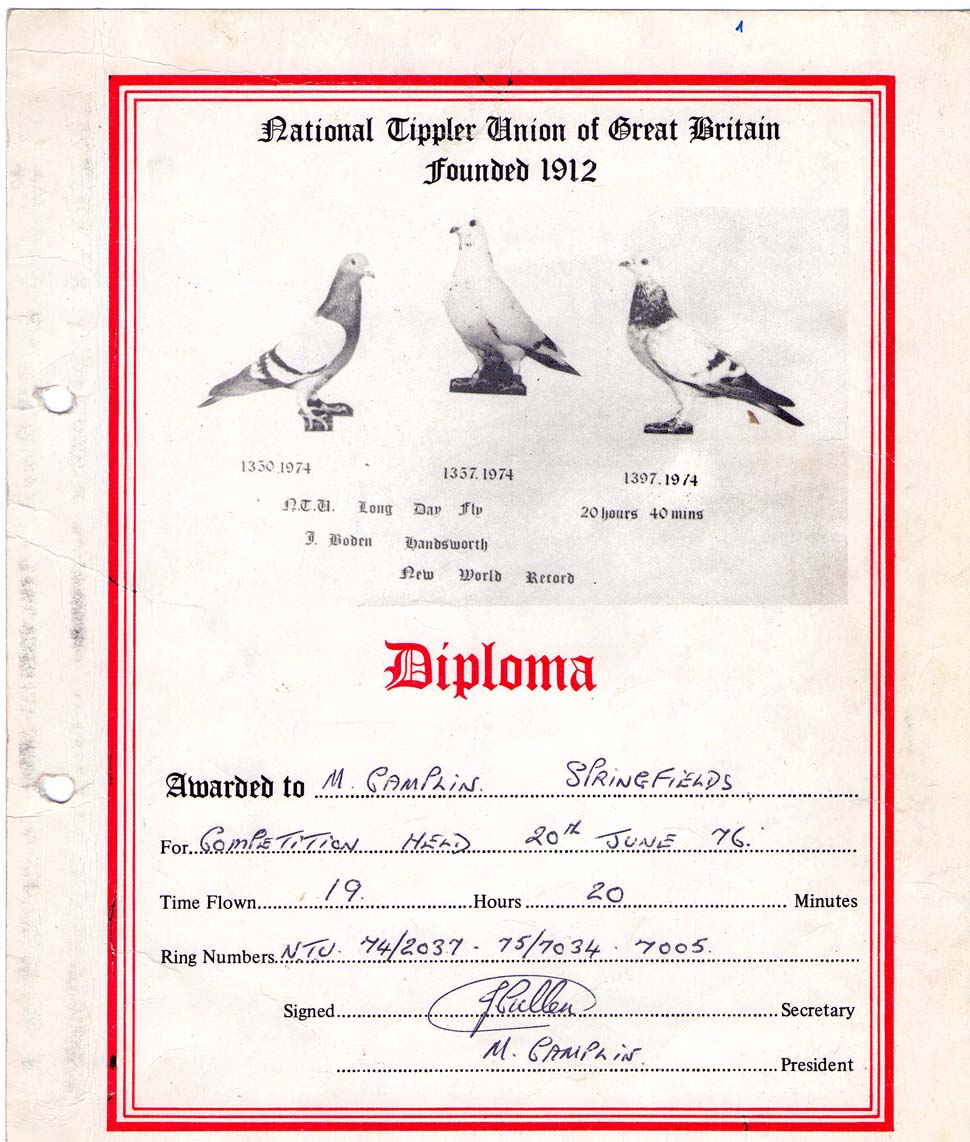 1
National Tippler Union of Great Britain
Founded 1912
1350.1974 1357.1974 1397.1974
N.T.U. Long Day Fly 20 hours 40 mins
J. Boden Handsworth
New World Record
Diploma
Awarded to M. CAMPLIN. SPRINGFIELDS
For COMPETITION HELD 20th JUNE 76.
Time Flown 19. Hours 20 Minutes
Ring Numbers NTU. 74/2037 - 75/7034 - 7005.
Signed J Cullen Secretary
M. CAMPLIN. President